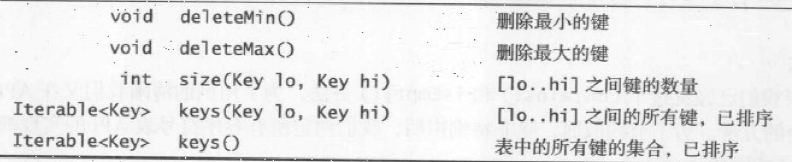 void deleteMin() 删除最小的键
void deleteMax() 删除最大的键
int size(Key lo, Key hi) [lo..hi] 之间键的数量
Iterable<Key> keys(Key lo, Key hi) [lo..hi] 之间的所有键，已排序
Iterable<Key> keys() 表中的所有键的集合，已排序